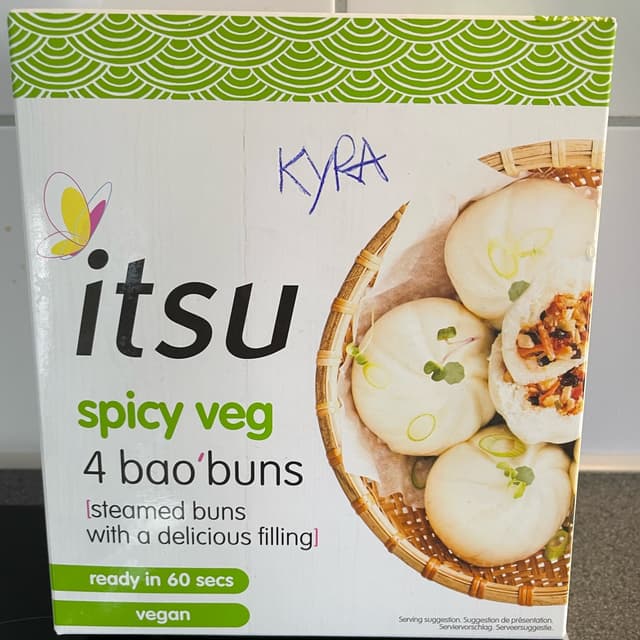 KYRA
itsu
spicy veg
4 bao'buns
[steamed buns
with a delicious filling]
ready in 60 secs
vegan
Serving suggestion. Suggestion de présentation.
Serviervorschlag. Serveersuggestie.